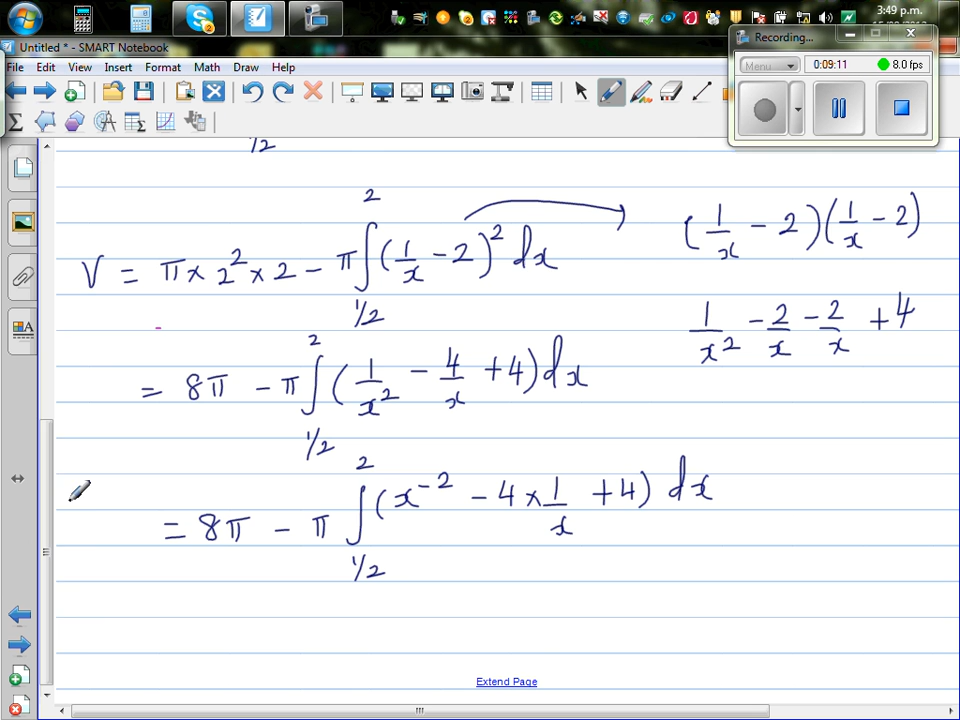 3:49 p.m.
Untitled * - SMART Notebook
Recording...
File Edit View Insert Format Math Draw Help
Menu 0:09:11 8.0 fps
1/2
V = π × 2² × 2 − π ∫_{1/2}^{2} (1/x − 2)² dx
(1/x − 2)(1/x − 2)
1/x² − 2/x − 2/x + 4
= 8π − π ∫_{1/2}^{2} (1/x² − 4/x + 4) dx
= 8π − π ∫_{1/2}^{2} (x⁻² − 4 × 1/x + 4) dx
Extend Page